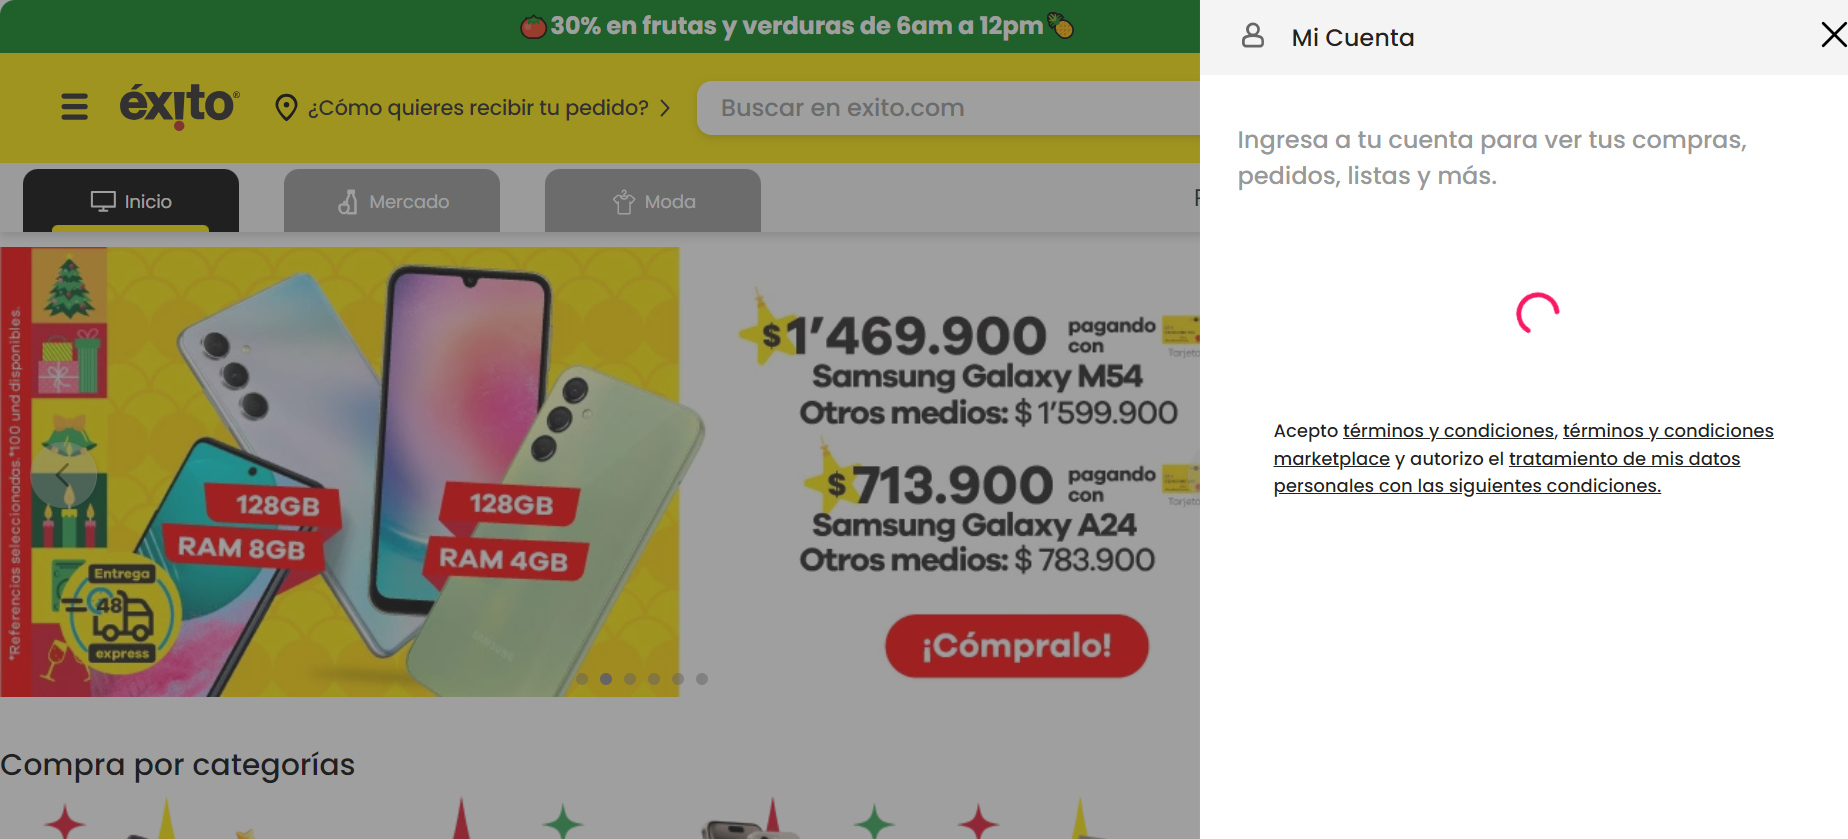 30% en frutas y verduras de 6am a 12pm
éxito
¿Cómo quieres recibir tu pedido?
Buscar en exito.com
Inicio
Mercado
Moda
*Referencias seleccionadas.*100 und disponibles.
128GB
RAM 8GB
128GB
RAM 4GB
Entrega
48
express
SAMSUNG
$1'469.900 pagando con
Tarjeta
Samsung Galaxy M54
Otros medios: $ 1'599.900
$713.900 pagando con
Tarjeta
Samsung Galaxy A24
Otros medios: $ 783.900
¡Cómpralo!
Compra por categorías
Mi Cuenta
Ingresa a tu cuenta para ver tus compras,
pedidos, listas y más.
Acepto términos y condiciones, términos y condiciones
marketplace y autorizo el tratamiento de mis datos
personales con las siguientes condiciones.